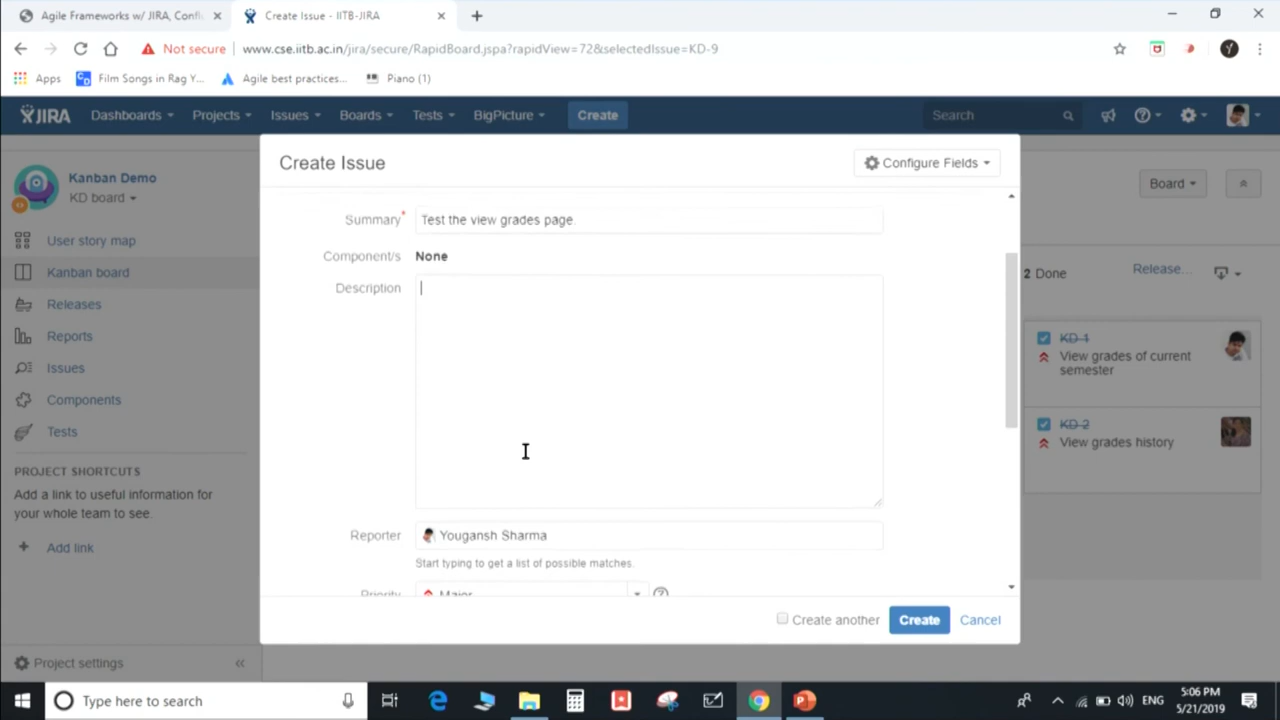 Agile Frameworks w/ JIRA, Confl
Create Issue - IITB-JIRA
Not secure
www.cse.iitb.ac.in/jira/secure/RapidBoard.jspa?rapidView=72&selectedIssue=KD-9
Y
Apps
Film Songs in Rag Y...
Agile best practices...
Piano (1)
JIRA
Dashboards
Projects
Issues
Boards
Tests
BigPicture
Create
Search
Kanban Demo
KD board
User story map
Kanban board
Releases
Reports
Issues
Components
Tests
PROJECT SHORTCUTS
Add a link to useful information for
your whole team to see.
Add link
Project settings
Create Issue
Configure Fields
Summary*
Test the view grades page
Component/s
None
Description
Reporter
Yougansh Sharma
Start typing to get a list of possible matches.
Priority
Major
Create another
Create
Cancel
Board
2 Done
Release...
KD-1
View grades of current
semester
KD-2
View grades history
Type here to search
ENG
5:06 PM
5/21/2019